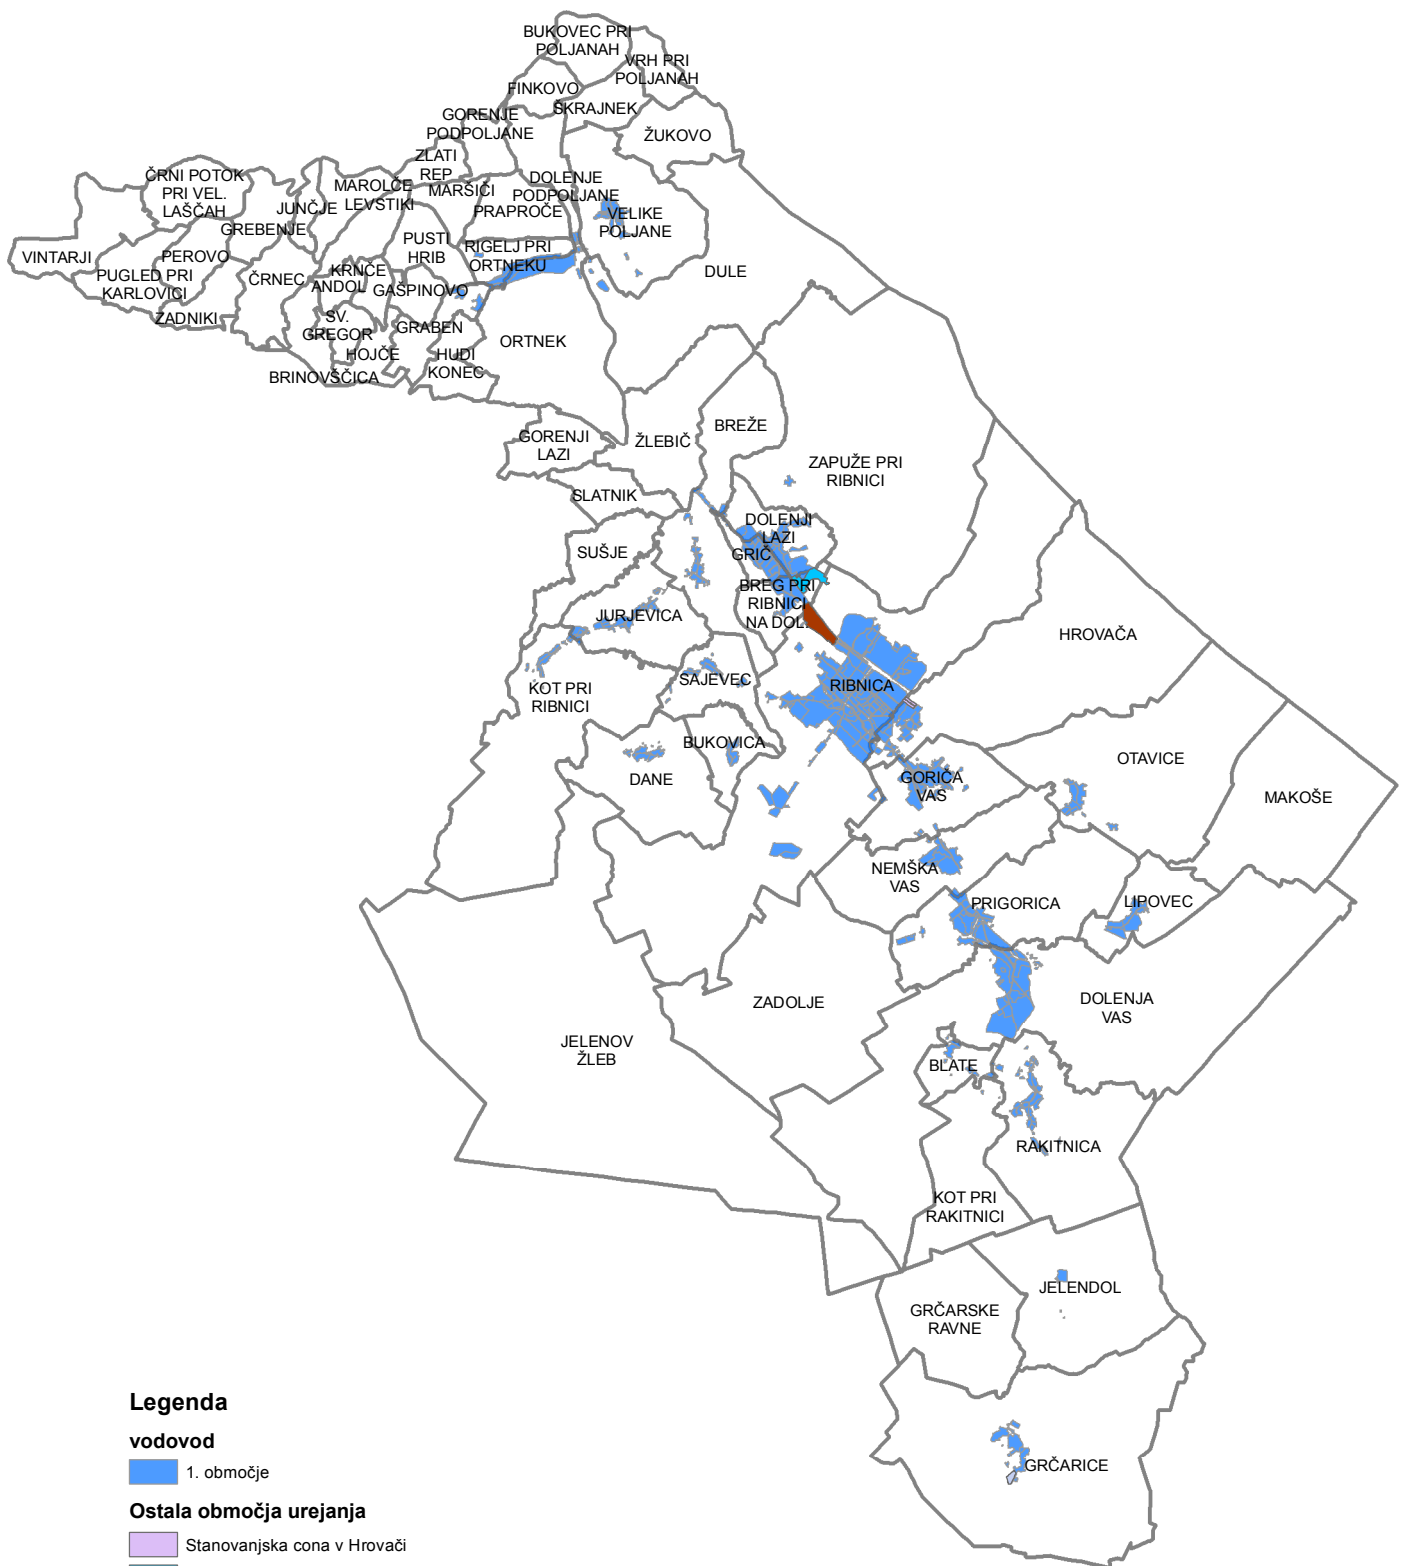 BUKOVEC PRI
POLJANAH
VRH PRI
POLJANAH
FINKOVO
ŠKRAJNEK
GORENJE
PODPOLJANE
ŽUKOVO
ZLATI
REP
ČRNI POTOK
PRI VEL.
LAŠČAH
MAROLČE
LEVSTIKI
MARŠIČI
DOLENJE
PODPOLJANE
PRAPROČE
JUNČJE
GREBENJE
VELIKE
POLJANE
PUSTI
HRIB
RIGELJ PRI
ORTNEKU
VINTARJI
PEROVO
PUGLED PRI
KARLOVICI
ČRNEC
KRNČE
ANDOL
GAŠPINOVO
DULE
ZADNIKI
SV.
GREGOR
GRABEN
ORTNEK
HOJČE
HUDI
KONEC
BRINOVŠČICA
BREŽE
GORENJI
LAZI
ŽLEBIČ
ZAPUŽE PRI
RIBNICI
SLATNIK
DOLENJI
LAZI
SUŠJE
GRIČ
BREG PRI
RIBNICI
NA DOL.
JURJEVICA
HROVAČA
SAJEVEC
RIBNICA
KOT PRI
RIBNICI
BUKOVICA
DANE
GORIČA
VAS
OTAVICE
MAKOŠE
NEMŠKA
VAS
PRIGORICA
LIPOVEC
ZADOLJE
DOLENJA
VAS
JELENOV
ŽLEB
BLATE
RAKITNICA
KOT PRI
RAKITNICI
JELENDOL
GRČARSKE
RAVNE
GRČARICE
Legenda
vodovod
1. območje
Ostala območja urejanja
Stanovanjska cona v Hrovači